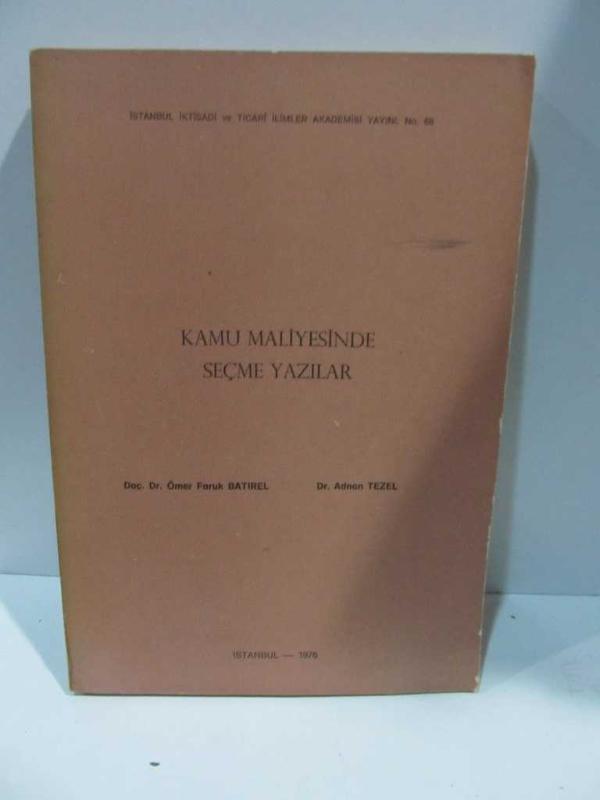 İSTANBUL İKTİSADİ ve TİCARİ İLİMLER AKADEMİSİ YAYINI. No. 68
KAMU MALİYESİNDE
SEÇME YAZILAR
Doç. Dr. Ömer Faruk BATIREL Dr. Adnan TEZEL
İSTANBUL — 1976